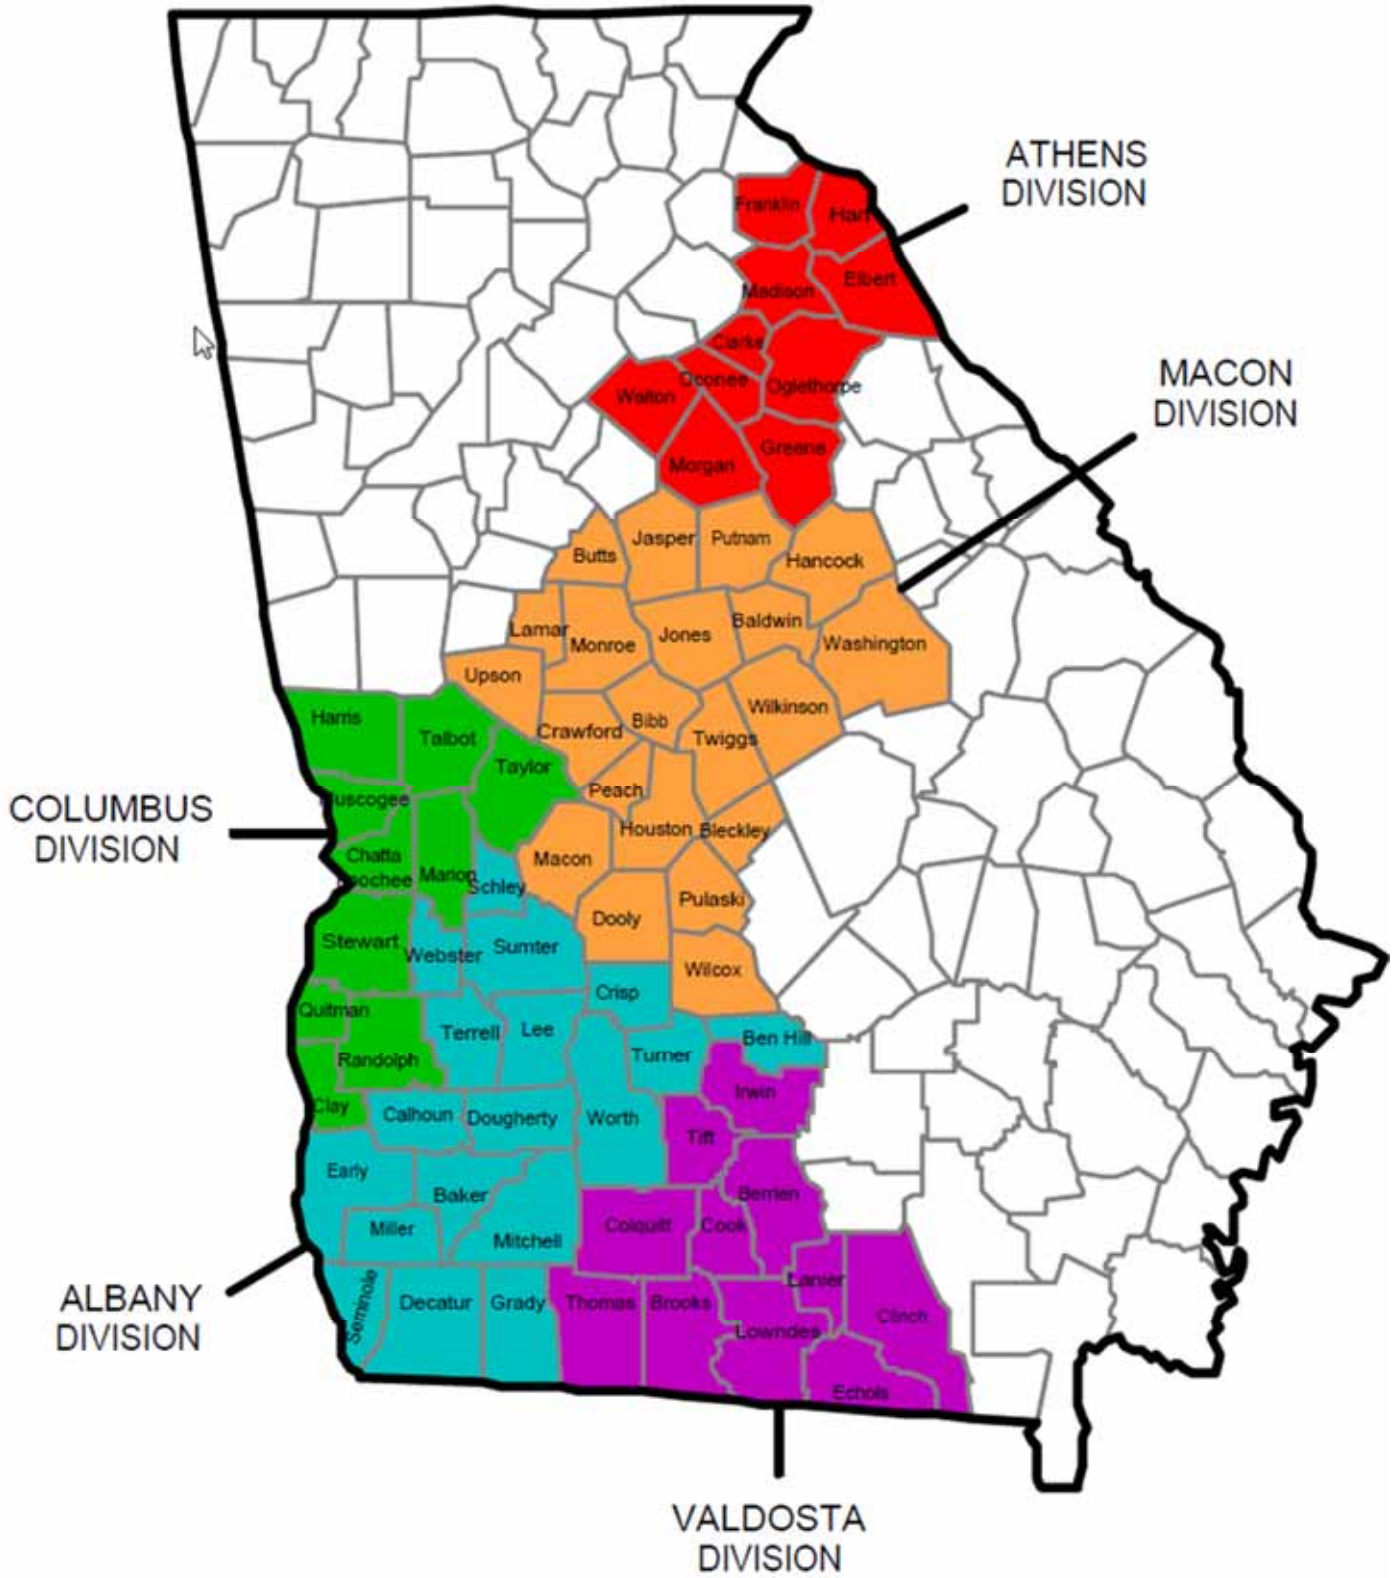 ATHENS
DIVISION
Franklin
Hart
Madison
Elbert
Clarke
Oconee
Walton
Oglethorpe
Greene
Morgan
MACON
DIVISION
Jasper
Putnam
Butts
Hancock
Lamar
Monroe
Jones
Baldwin
Washington
Upson
Crawford
Bibb
Twiggs
Wilkinson
Peach
Houston
Bleckley
Macon
Dooly
Pulaski
Wilcox
COLUMBUS
DIVISION
Harris
Talbot
Taylor
Muscogee
Chatta
hoochee
Marion
Stewart
Quitman
Randolph
Clay
Schley
Webster
Sumter
Crisp
Terrell
Lee
Turner
Ben Hill
Calhoun
Dougherty
Worth
Early
Baker
Miller
Mitchell
Seminole
Decatur
Grady
ALBANY
DIVISION
Irwin
Tift
Berrien
Colquitt
Cook
Lanier
Thomas
Brooks
Lowndes
Clinch
Echols
VALDOSTA
DIVISION